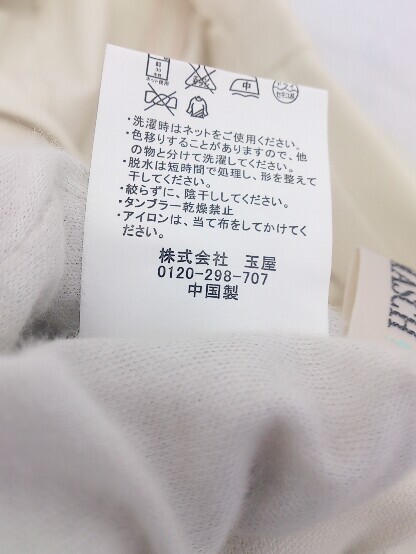 中
・洗濯時はネットをご使用ください。
・色移りすることがありますので、他
の物と分けて洗濯してください。
・脱水は短時間で処理し、形を整えて
干してください。
・絞らずに、陰干ししてください。
・タンブラー乾燥禁止
・アイロンは、当て布をしてかけてく
ださい。
株式会社 玉屋
0120-298-707
中国製